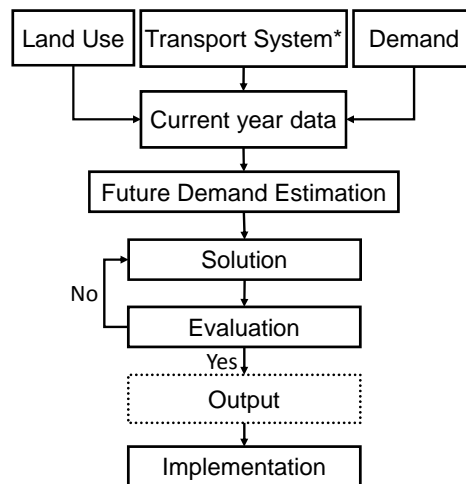 Land Use
Transport System*
Demand
Current year data
Future Demand Estimation
Solution
No
Evaluation
Yes
Output
Implementation